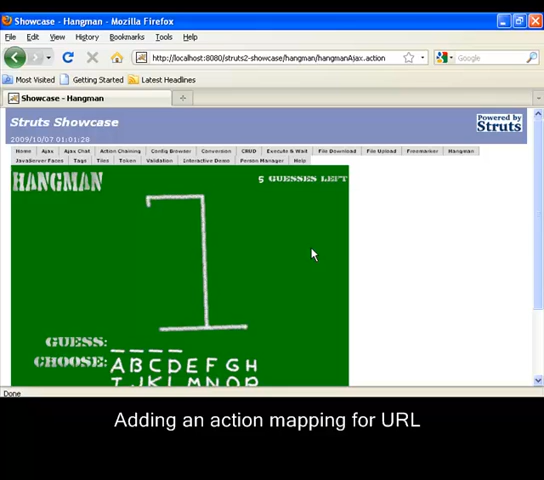 Showcase - Hangman - Mozilla Firefox
File Edit View History Bookmarks Tools Help
http://localhost:8080/struts2-showcase/hangman/hangmanAjax.action
Google
Most Visited Getting Started Latest Headlines
Showcase - Hangman
Struts Showcase
Powered by
Struts
2009/10/07 01:01:28
Home Ajax Ajax Chat Action Chaining Config Browser Conversion CRUD Execute & Wait File Download File Upload Freemarker Hangman
JavaServer Faces Tags Tiles Token Validation Interactive Demo Person Manager Help
HANGMAN
5 GUESSES LEFT
GUESS:
CHOOSE: A B C D E F G H
I J K L M N O P
Done
Adding an action mapping for URL